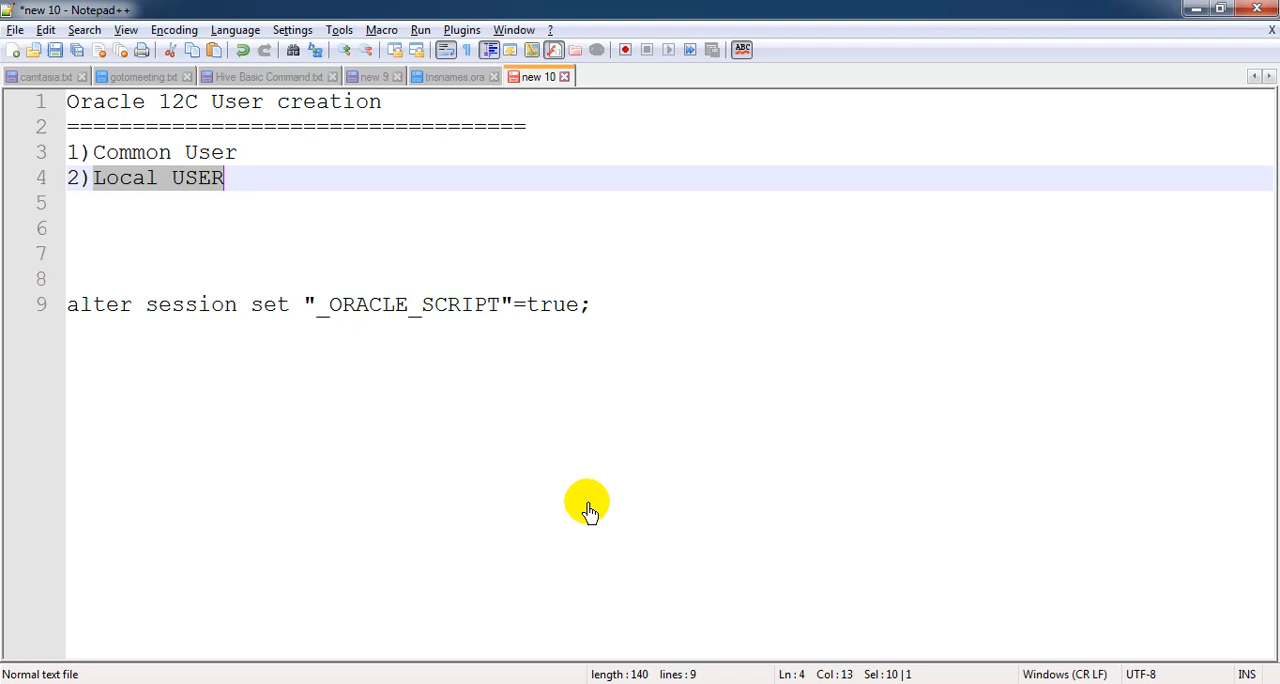 *new 10 - Notepad++
File Edit Search View Encoding Language Settings Tools Macro Run Plugins Window ? X
ABC
camtasia.txt gotomeeting.txt Hive Basic Command.txt new 9 tnsnames.ora new 10
1 Oracle 12C User creation
2 ===================================
3 1)Common User
4 2)Local USER
5
6
7
8
9 alter session set "_ORACLE_SCRIPT"=true;
Normal text file length : 140 lines : 9 Ln : 4 Col : 13 Sel : 10 | 1 Windows (CR LF) UTF-8 INS